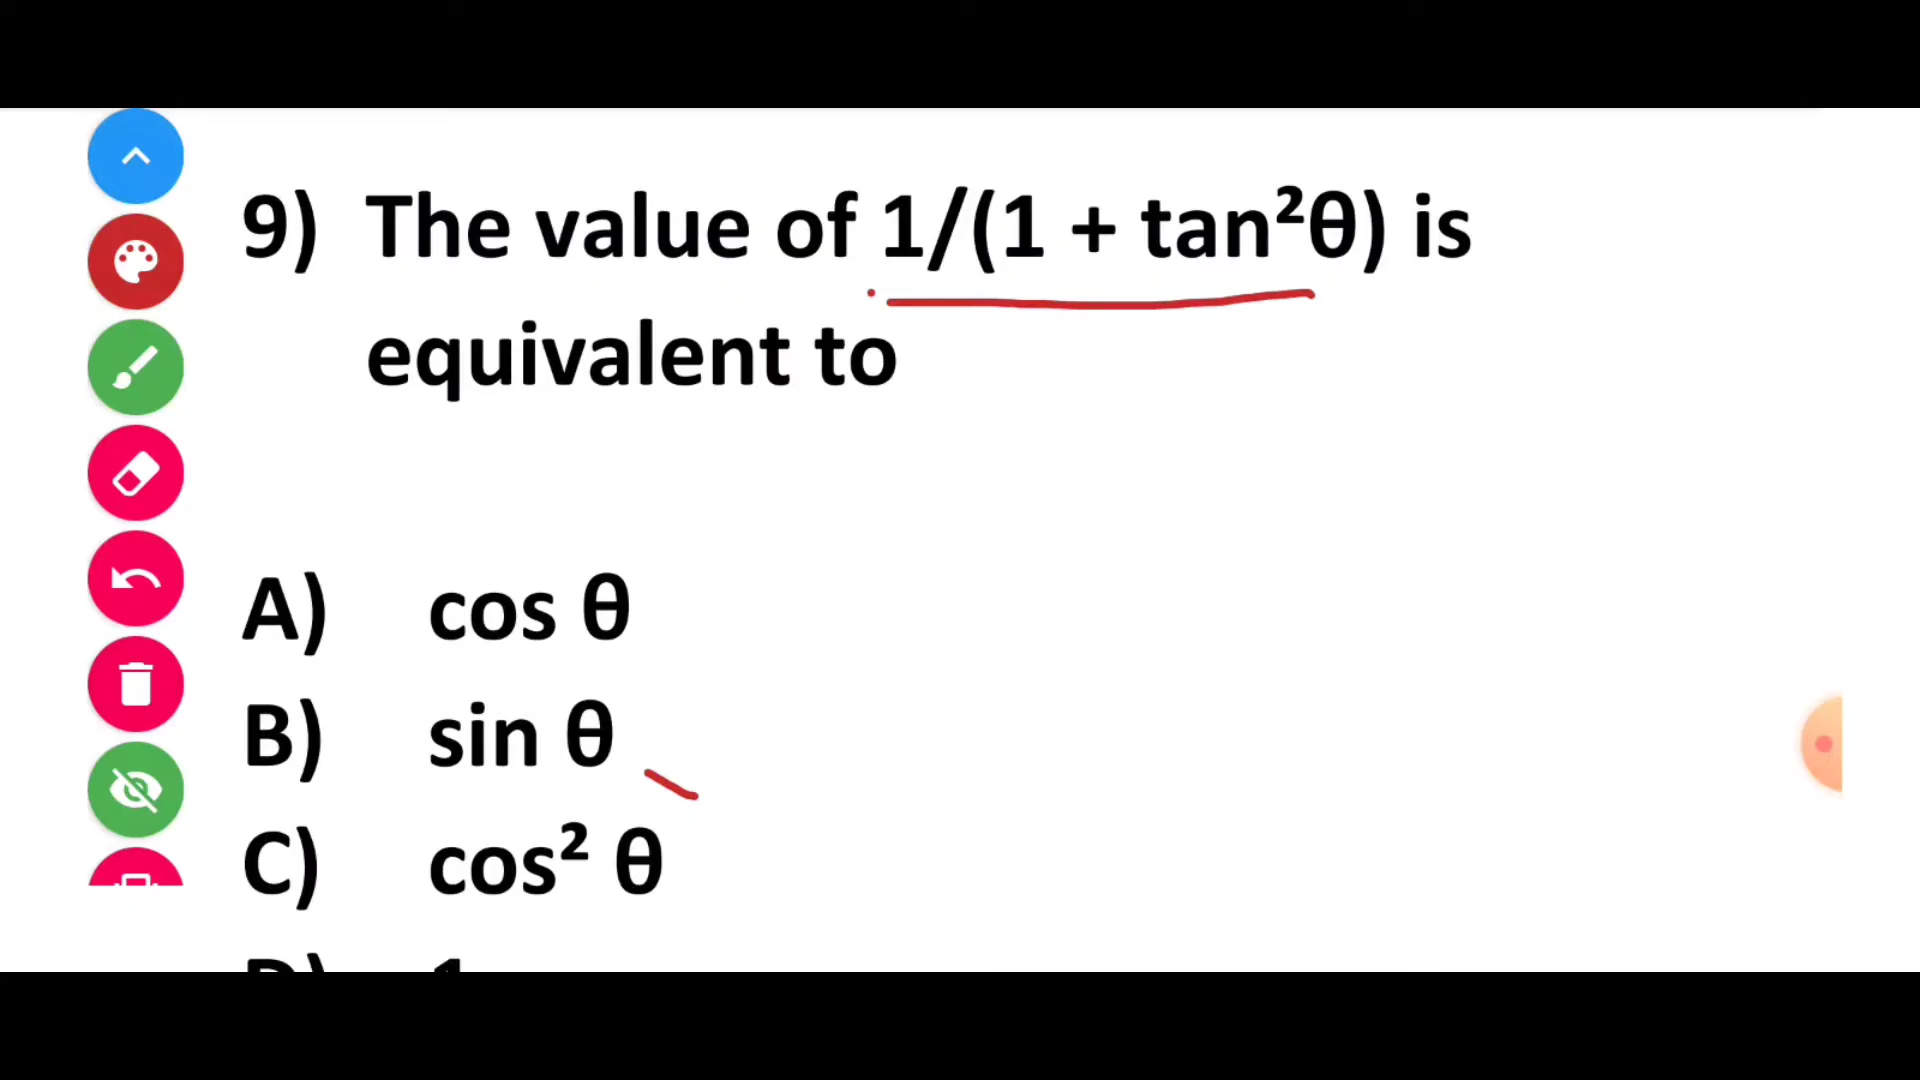 9) The value of 1/(1 + tan²θ) is
equivalent to
A) cos θ
B) sin θ
C) cos² θ